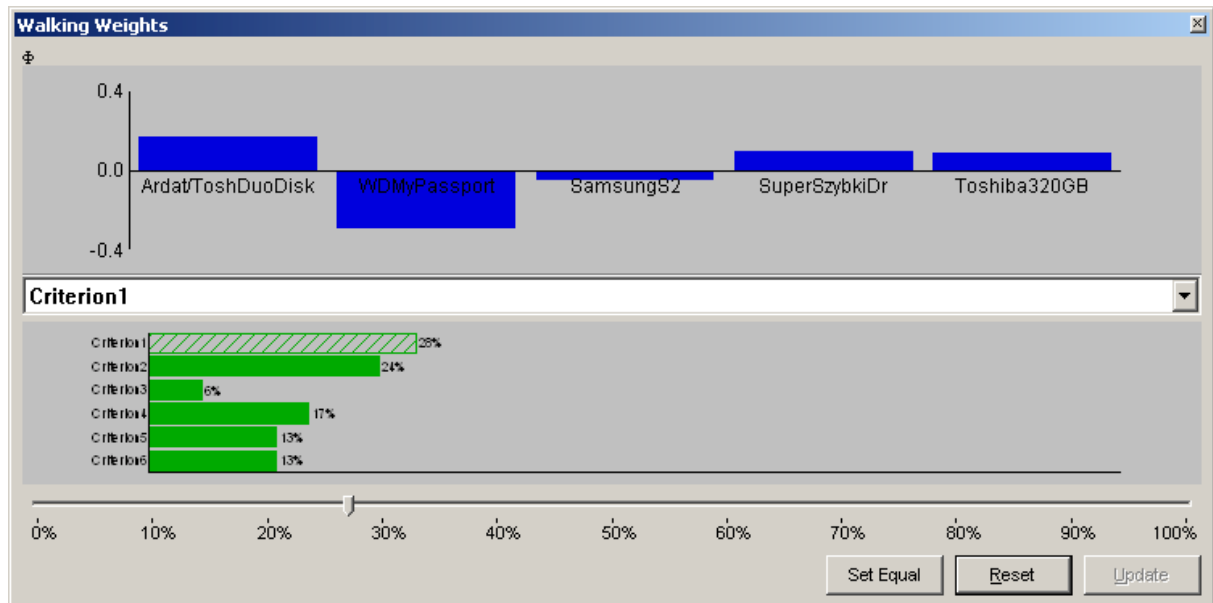 Walking Weights
Φ
0.4
0.0
Ardat/ToshDuoDisk WDMyPassport SamsungS2 SuperSzybkiDr Toshiba320GB
-0.4
Criterion1
Criterion1 28%
Criterion2 24%
Criterion3 6%
Criterion4 17%
Criterion5 13%
Criterion6 13%
0% 10% 20% 30% 40% 50% 60% 70% 80% 90% 100%
Set Equal Reset Update